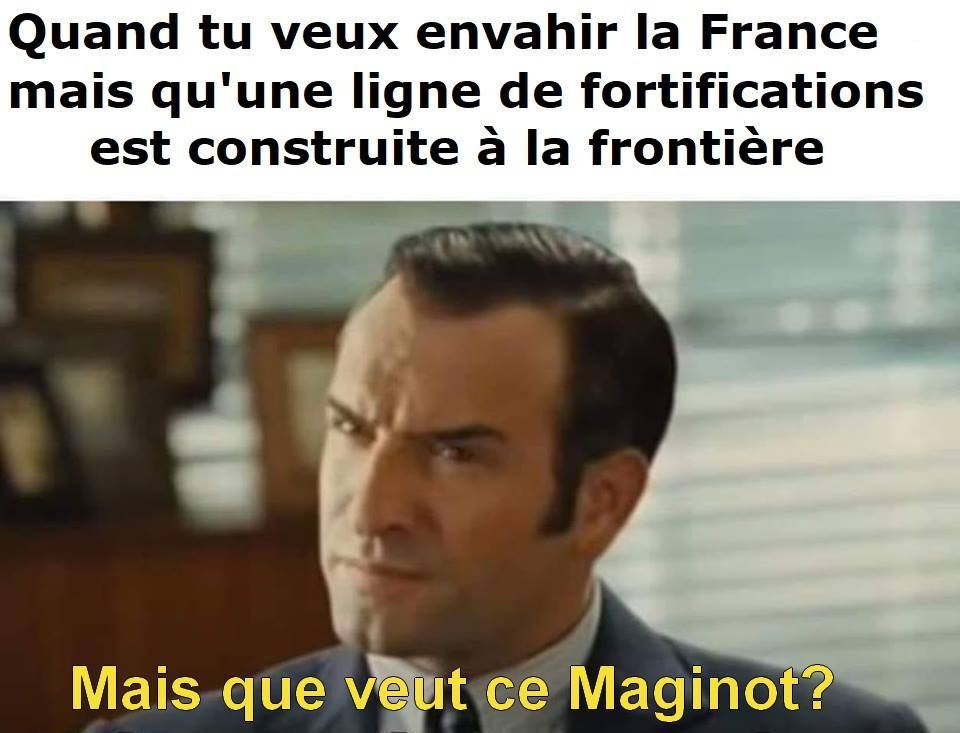 Quand tu veux envahir la France
mais qu'une ligne de fortifications
est construite à la frontière
Mais que veut ce Maginot?